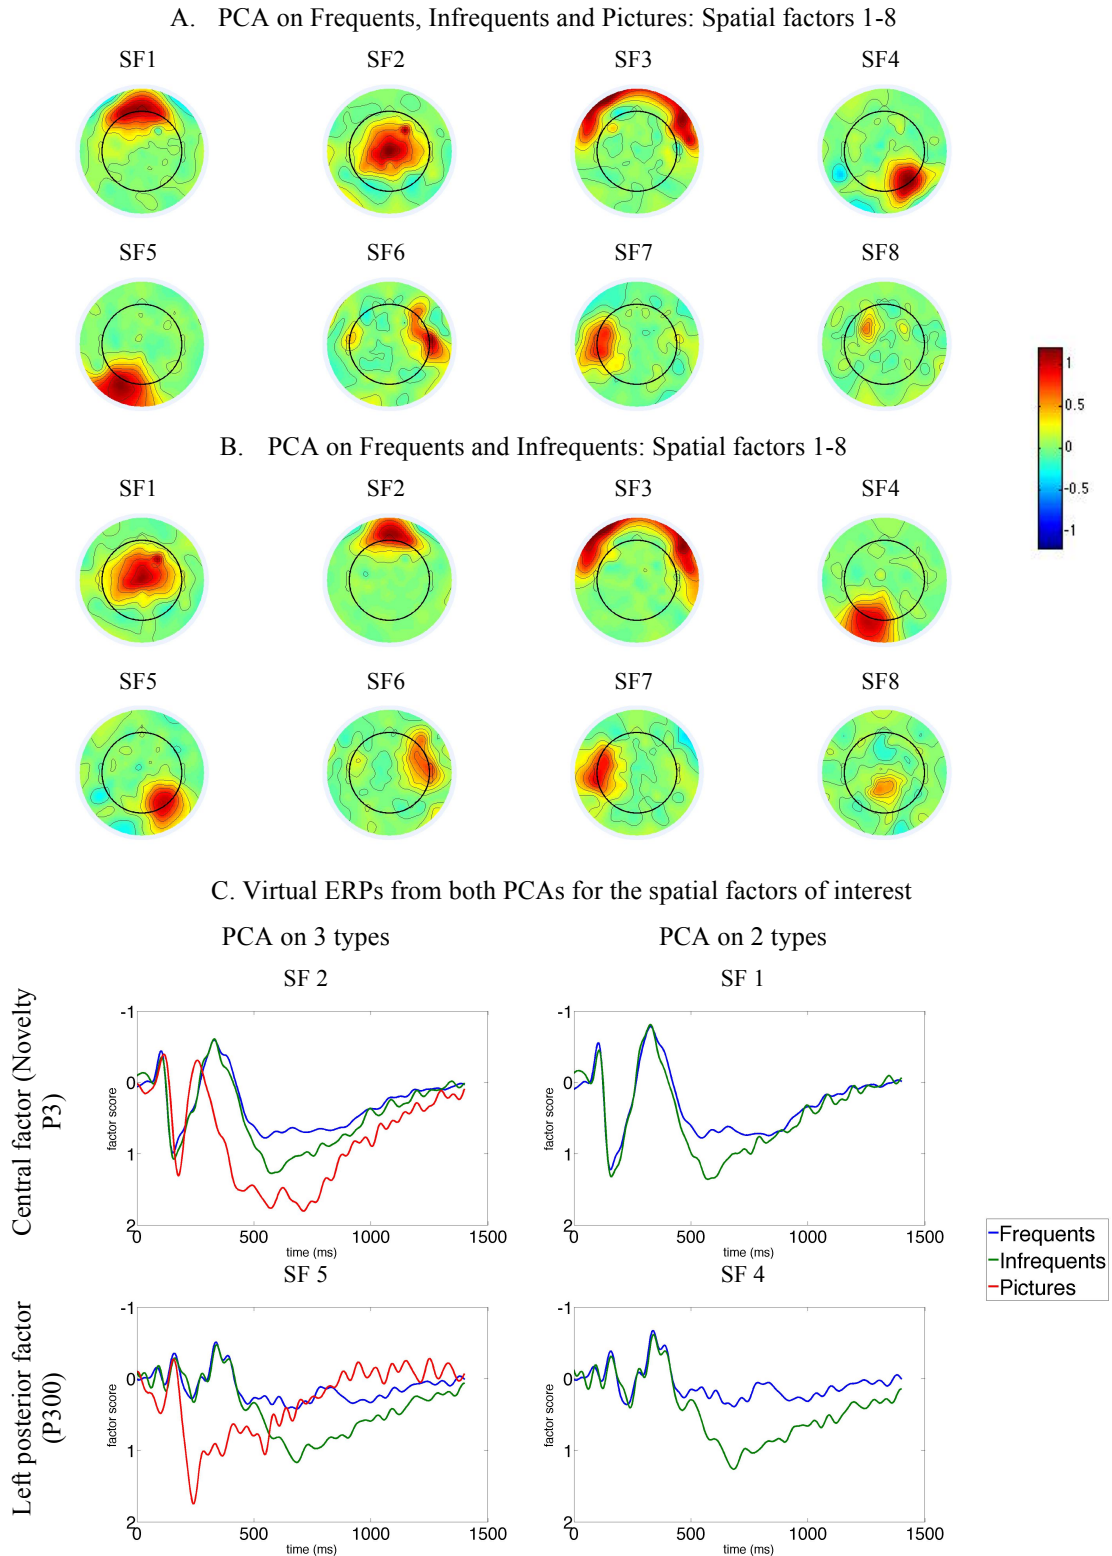 A. PCA on Frequents, Infrequents and Pictures: Spatial factors 1-8
SF1 SF2 SF3 SF4
SF5 SF6 SF7 SF8
1
0.5
0
-0.5
-1
B. PCA on Frequents and Infrequents: Spatial factors 1-8
SF1 SF2 SF3 SF4
SF5 SF6 SF7 SF8
C. Virtual ERPs from both PCAs for the spatial factors of interest
PCA on 3 types PCA on 2 types
Central factor (Novelty
P3)
SF 2
-1
0
1
2
factor score
0 500 1000 1500
time (ms)
SF 1
-1
0
1
2
factor score
0 500 1000 1500
time (ms)
Frequents
Infrequents
Pictures
Left posterior factor
(P300)
SF 5
-1
0
1
2
factor score
0 500 1000 1500
time (ms)
SF 4
-1
0
1
2
factor score
0 500 1000 1500
time (ms)